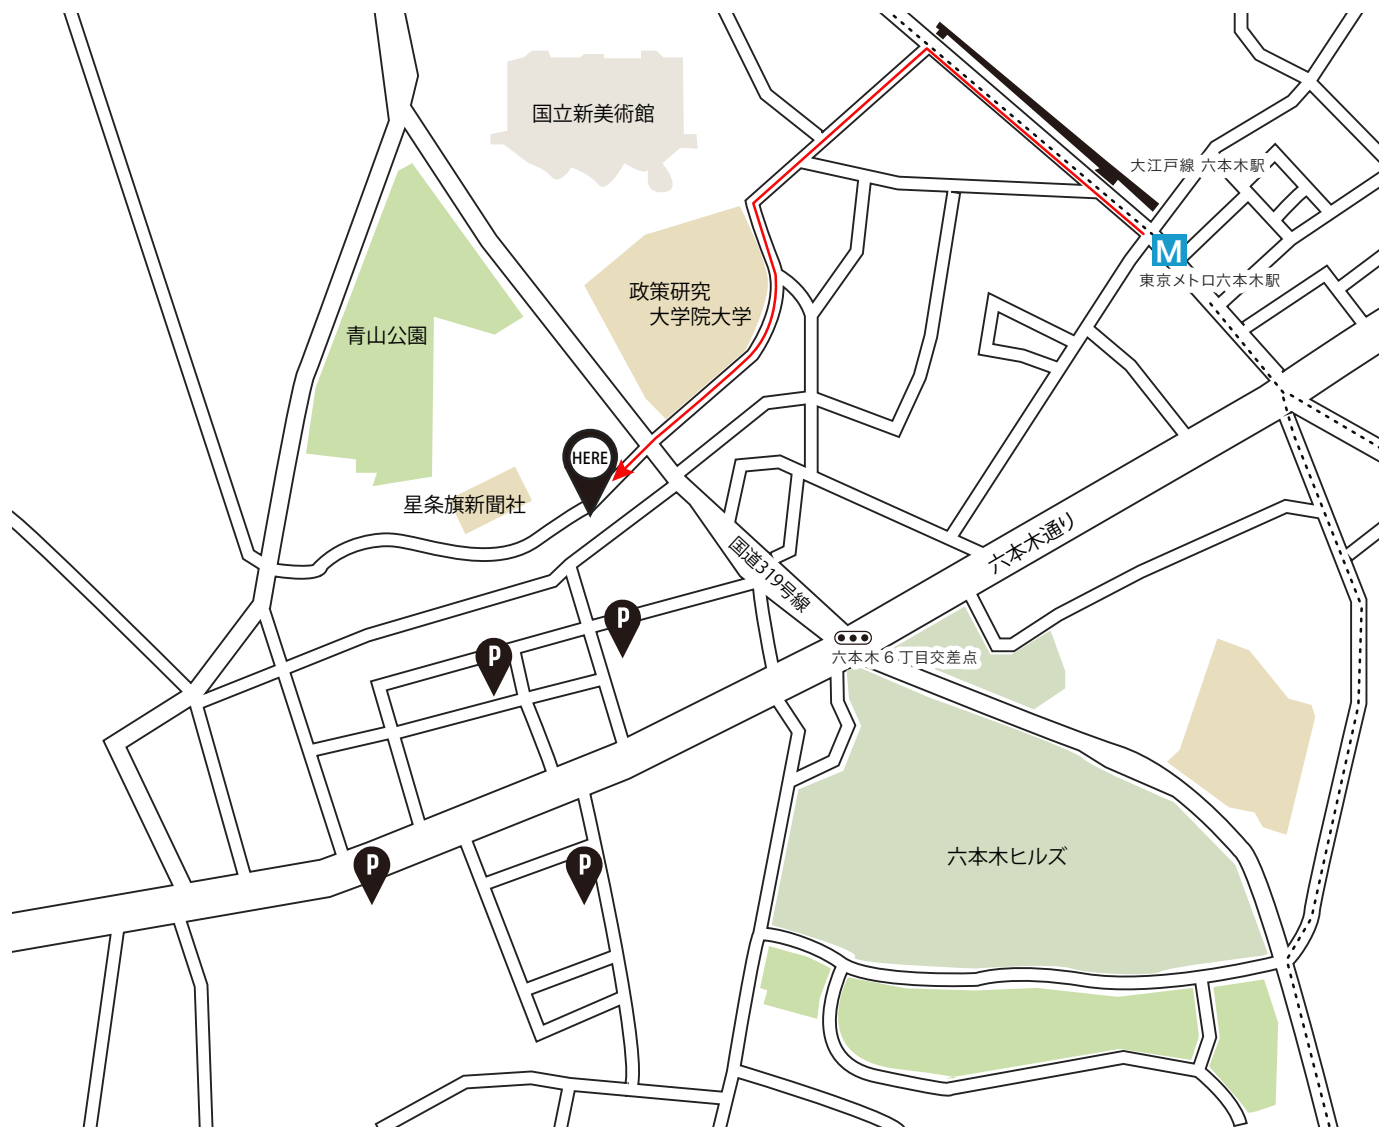 国立新美術館
大江戸線 六本木駅
M
東京メトロ六本木駅
政策研究
大学院大学
青山公園
HERE
星条旗新聞社
六本木通り
国道319号線
P
P
六本木6丁目交差点
六本木ヒルズ
P
P